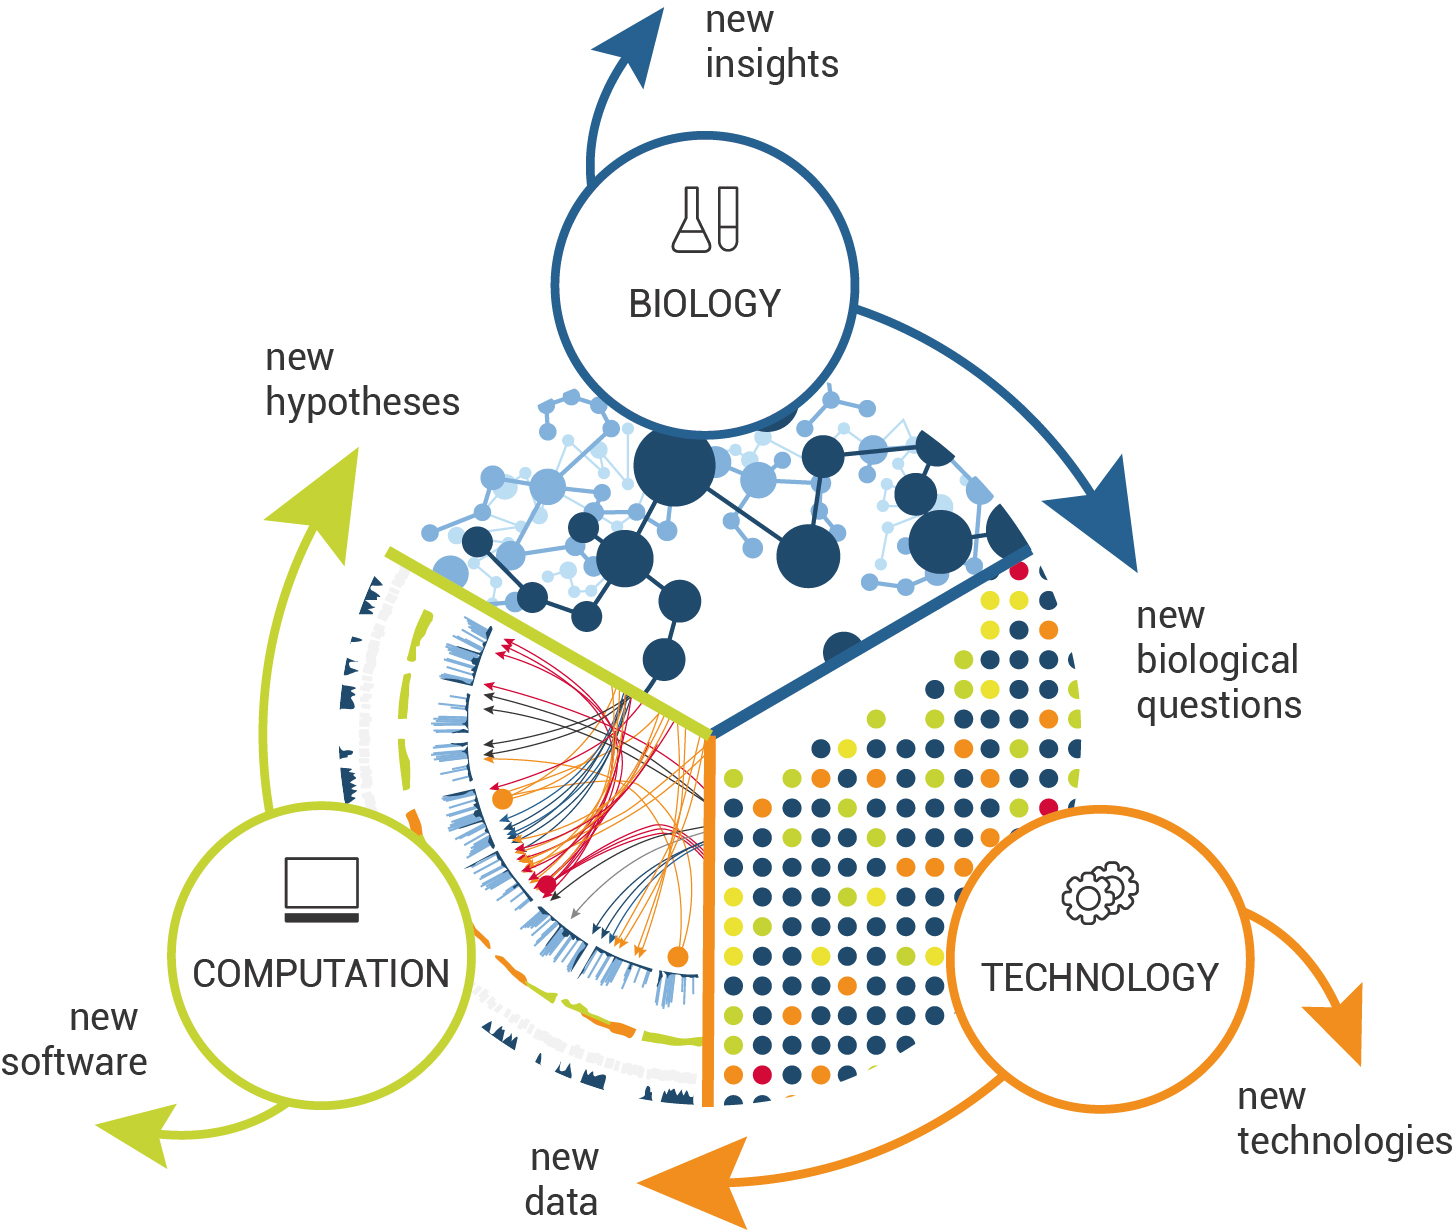 new
insights
BIOLOGY
new
hypotheses
new
biological
questions
COMPUTATION
TECHNOLOGY
new
software
new
technologies
new
data